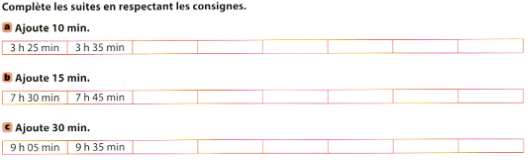 Complète les suites en respectant les consignes.
a Ajoute 10 min.
3 h 25 min 3 h 35 min
b Ajoute 15 min.
7 h 30 min 7 h 45 min
c Ajoute 30 min.
9 h 05 min 9 h 35 min